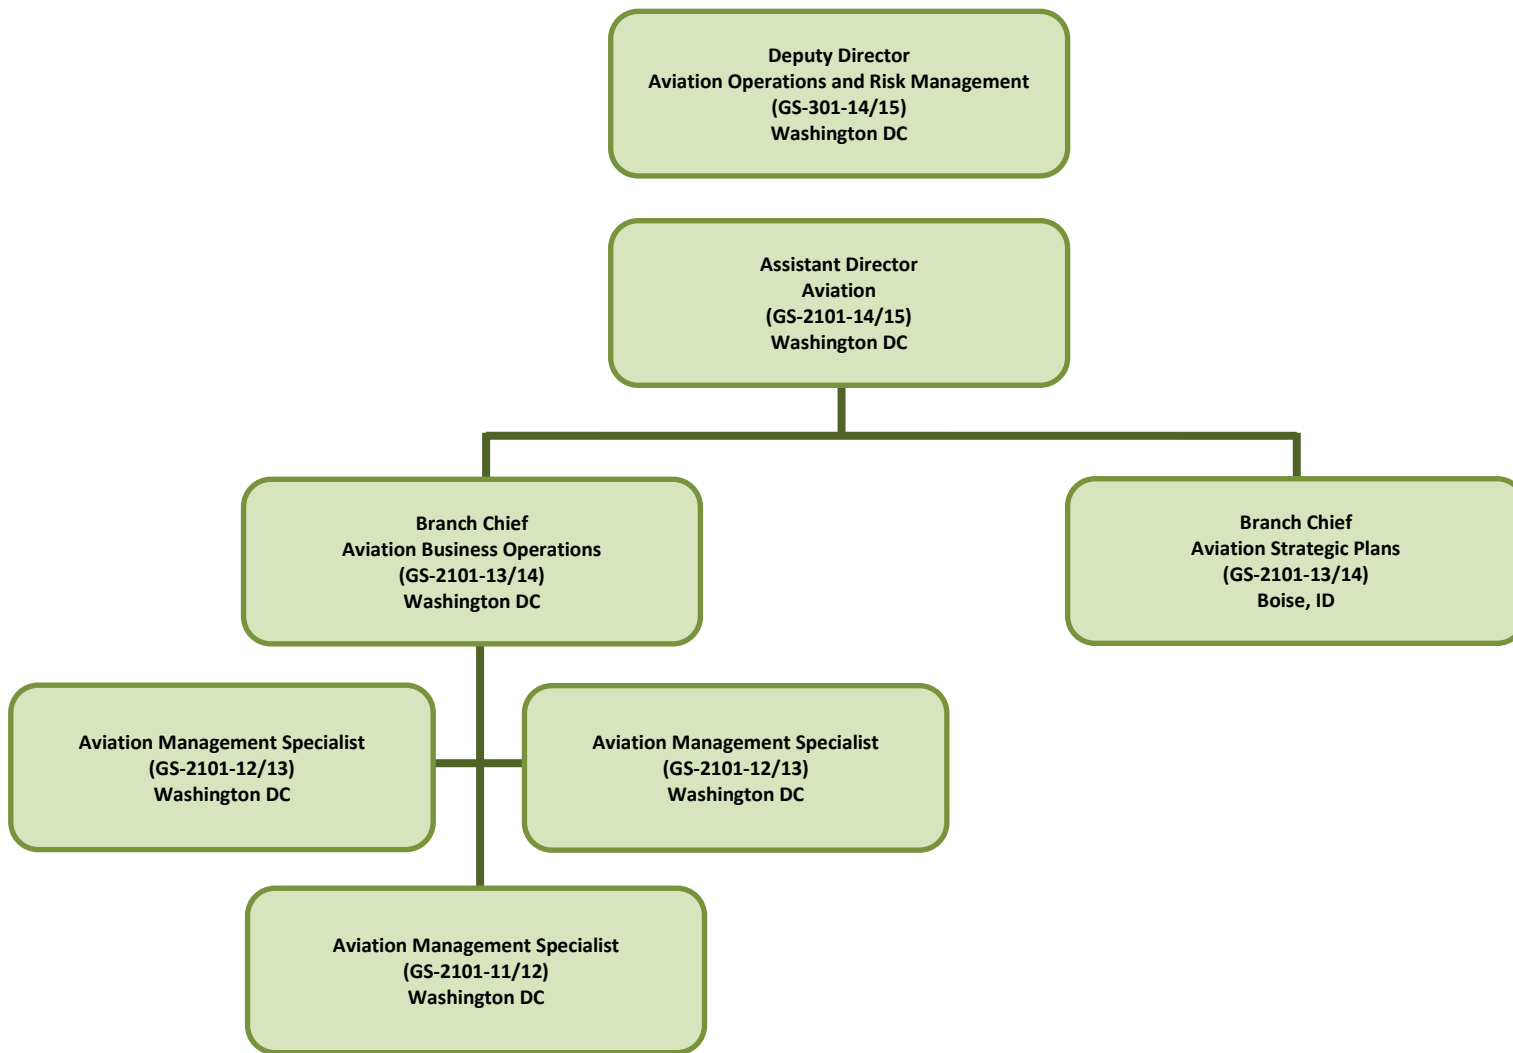 Deputy Director
Aviation Operations and Risk Management
(GS-301-14/15)
Washington DC
Assistant Director
Aviation
(GS-2101-14/15)
Washington DC
Branch Chief
Aviation Business Operations
(GS-2101-13/14)
Washington DC
Branch Chief
Aviation Strategic Plans
(GS-2101-13/14)
Boise, ID
Aviation Management Specialist
(GS-2101-12/13)
Washington DC
Aviation Management Specialist
(GS-2101-12/13)
Washington DC
Aviation Management Specialist
(GS-2101-11/12)
Washington DC